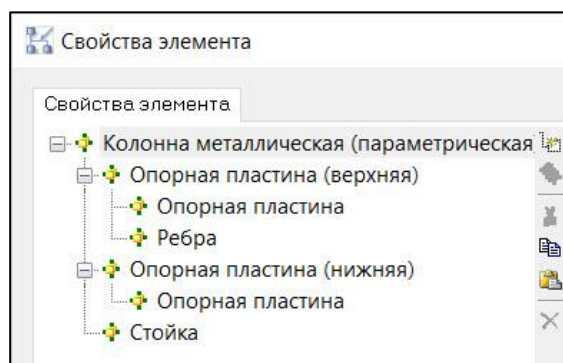 Свойства элемента
Свойства элемента
Колонна металлическая (параметрическая
Опорная пластина (верхняя)
Опорная пластина
Ребра
Опорная пластина (нижняя)
Опорная пластина
Стойка